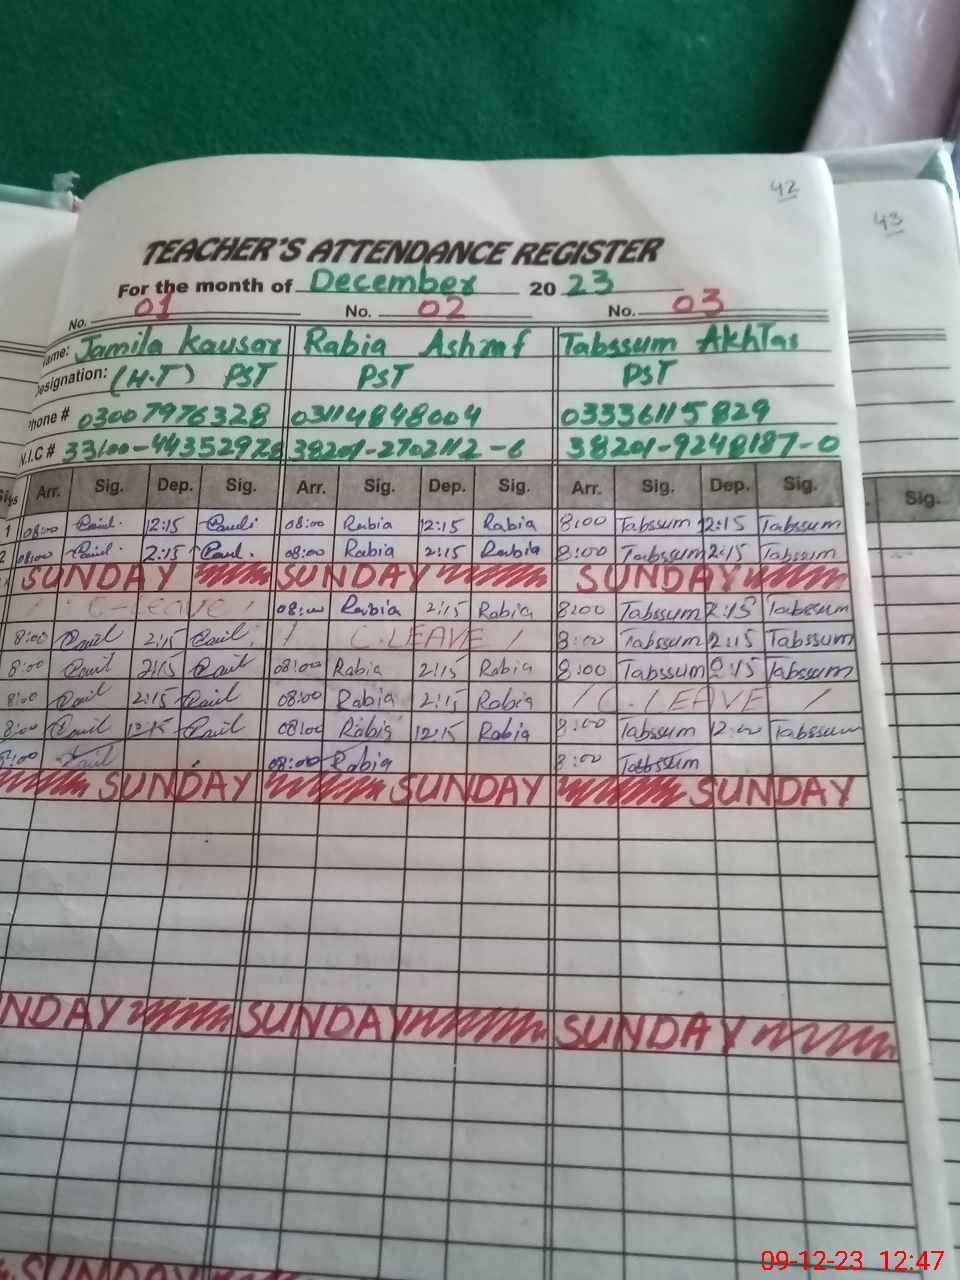 42
43
TEACHER'S ATTENDANCE REGISTER
For the month of December 2023
No. 01 No. 02 No. 03
ame: Jamila Kausar Rabia Ashraf Tabssum Akhtar
esignation: (H.T) PST PST PST
hone # 03007976328 03114848004 03336115829
N.I.C # 33100-4435292 38201-2702112-6 38201-9248187-0
Arr. Sig. Dep. Sig. Arr. Sig. Dep. Sig. Arr. Sig. Dep. Sig. Sig.
1 08:00 12:15 08:00 Rabia 12:15 Rabia 8:00 Tabssum 12:15 Tabssum
2 08:00 2:15 08:00 Rabia 2:15 Rabia 8:00 Tabssum 2:15 Tabssum
SUNDAY SUNDAY SUNDAY
C-Leave 08:00 Rabia 2:15 Rabia 8:00 Tabssum 2:15 Tabssum
8:00 2:15 C.LEAVE 8:00 Tabssum 2:15 Tabssum
8:00 2:15 08:00 Rabia 2:15 Rabia 8:00 Tabssum 2:15 Tabssum
8:00 2:15 08:00 Rabia 2:15 Rabia C.LEAVE
8:00 12:15 08:00 Rabia 12:15 Rabia 8:00 Tabssum 12:00 Tabssum
8:00 08:00 Rabia 8:00 Tabssum
SUNDAY SUNDAY SUNDAY
NDAY SUNDAY SUNDAY
SUNDAY
09-12-23 12:47